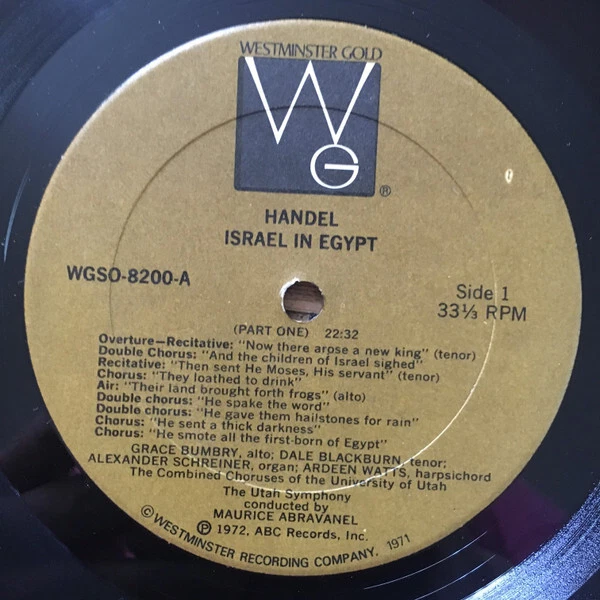 WESTMINSTER GOLD
WG
®
HANDEL
ISRAEL IN EGYPT
WGSO-8200-A
Side 1
33⅓ RPM
(PART ONE) 22:32
Overture—Recitative: "Now there arose a new king" (tenor)
Double Chorus: "And the children of Israel sighed"
Recitative: "Then sent He Moses, His servant" (tenor)
Chorus: "They loathed to drink"
Air: "Their land brought forth frogs" (alto)
Double chorus: "He spake the word"
Double chorus: "He gave them hailstones for rain"
Chorus: "He sent a thick darkness"
Chorus: "He smote all the first-born of Egypt"
GRACE BUMBRY, alto; DALE BLACKBURN, tenor;
ALEXANDER SCHREINER, organ; ARDEEN WATTS, harpsichord
The Combined Choruses of the University of Utah
The Utah Symphony
conducted by
MAURICE ABRAVANEL
℗ 1972, ABC Records, Inc.
©WESTMINSTER RECORDING COMPANY, 1971